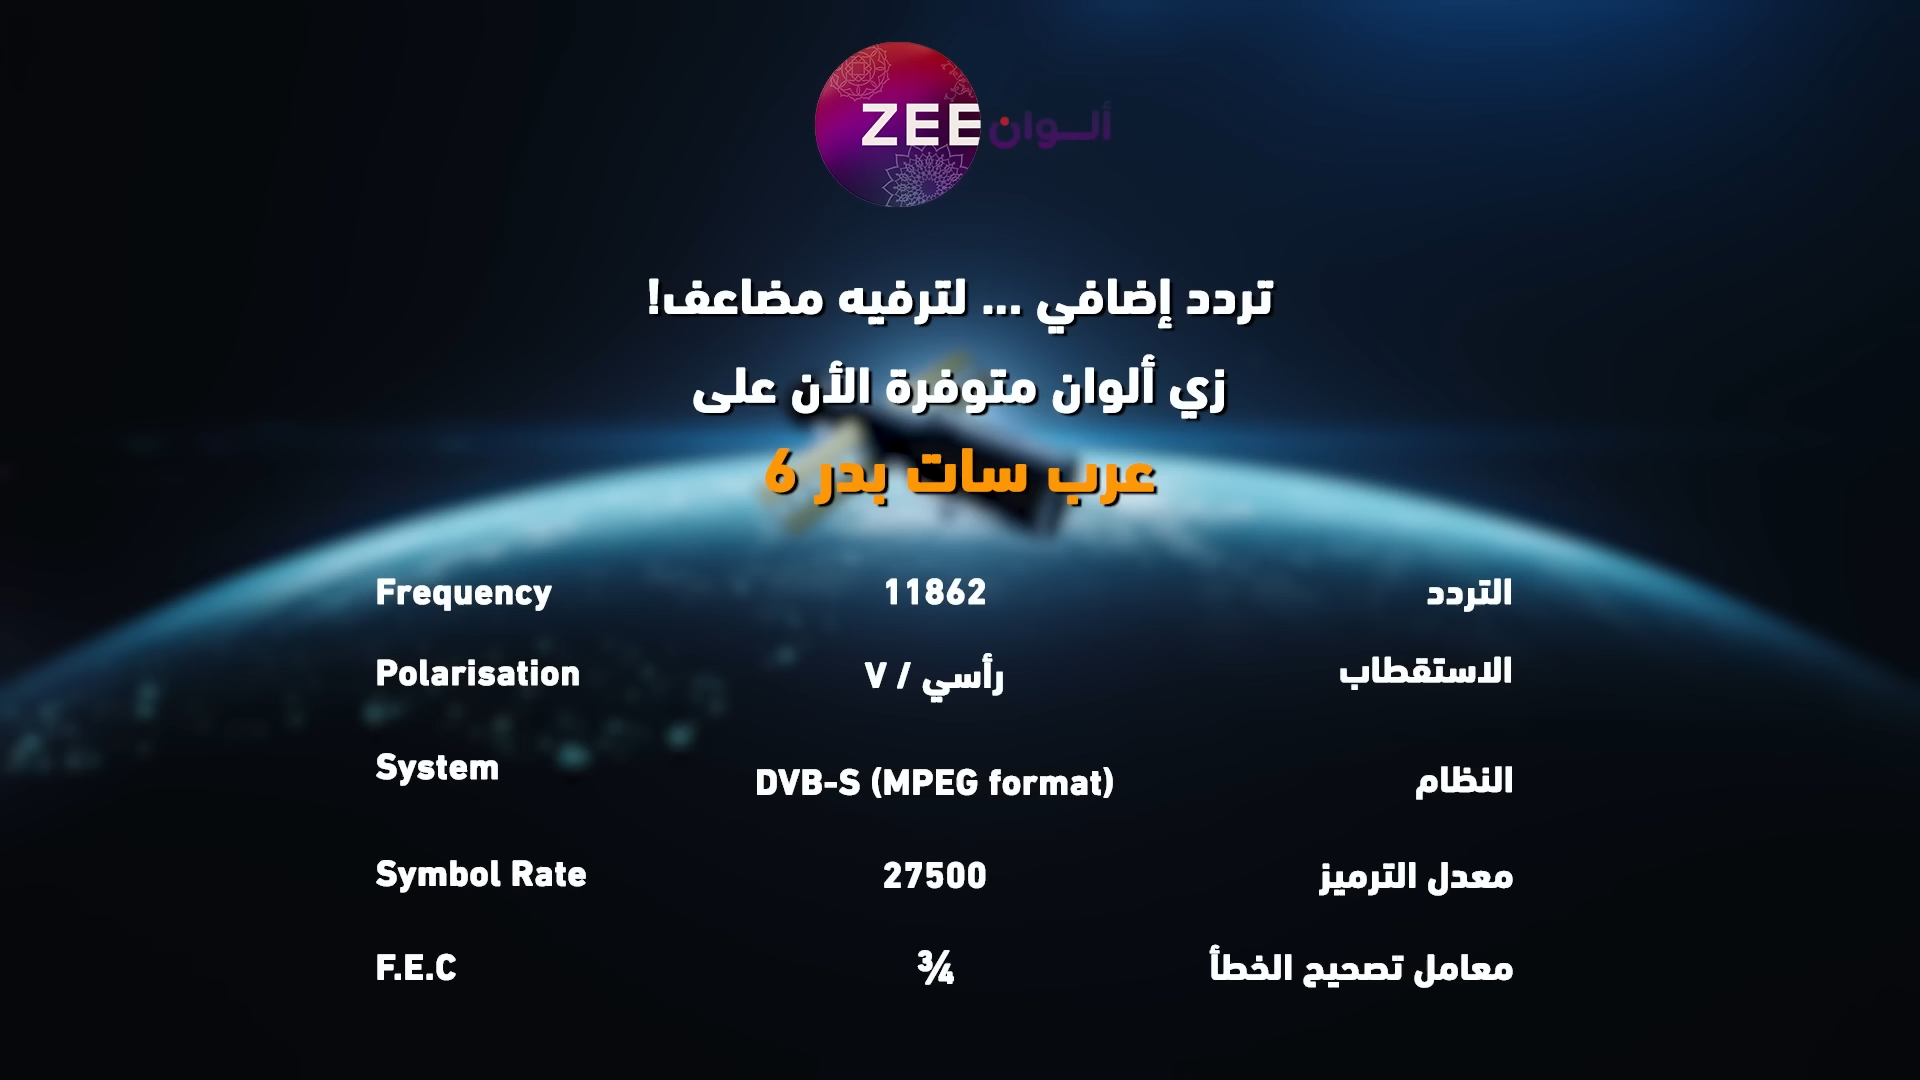 ZEE ألوان
تردد إضافي ... لترفيه مضاعف!
زي ألوان متوفرة الأن على
عرب سات بدر 6
Frequency 11862 التردد
Polarisation رأسي / V الاستقطاب
System DVB-S (MPEG format) النظام
Symbol Rate 27500 معدل الترميز
F.E.C ¾ معامل تصحيح الخطأ